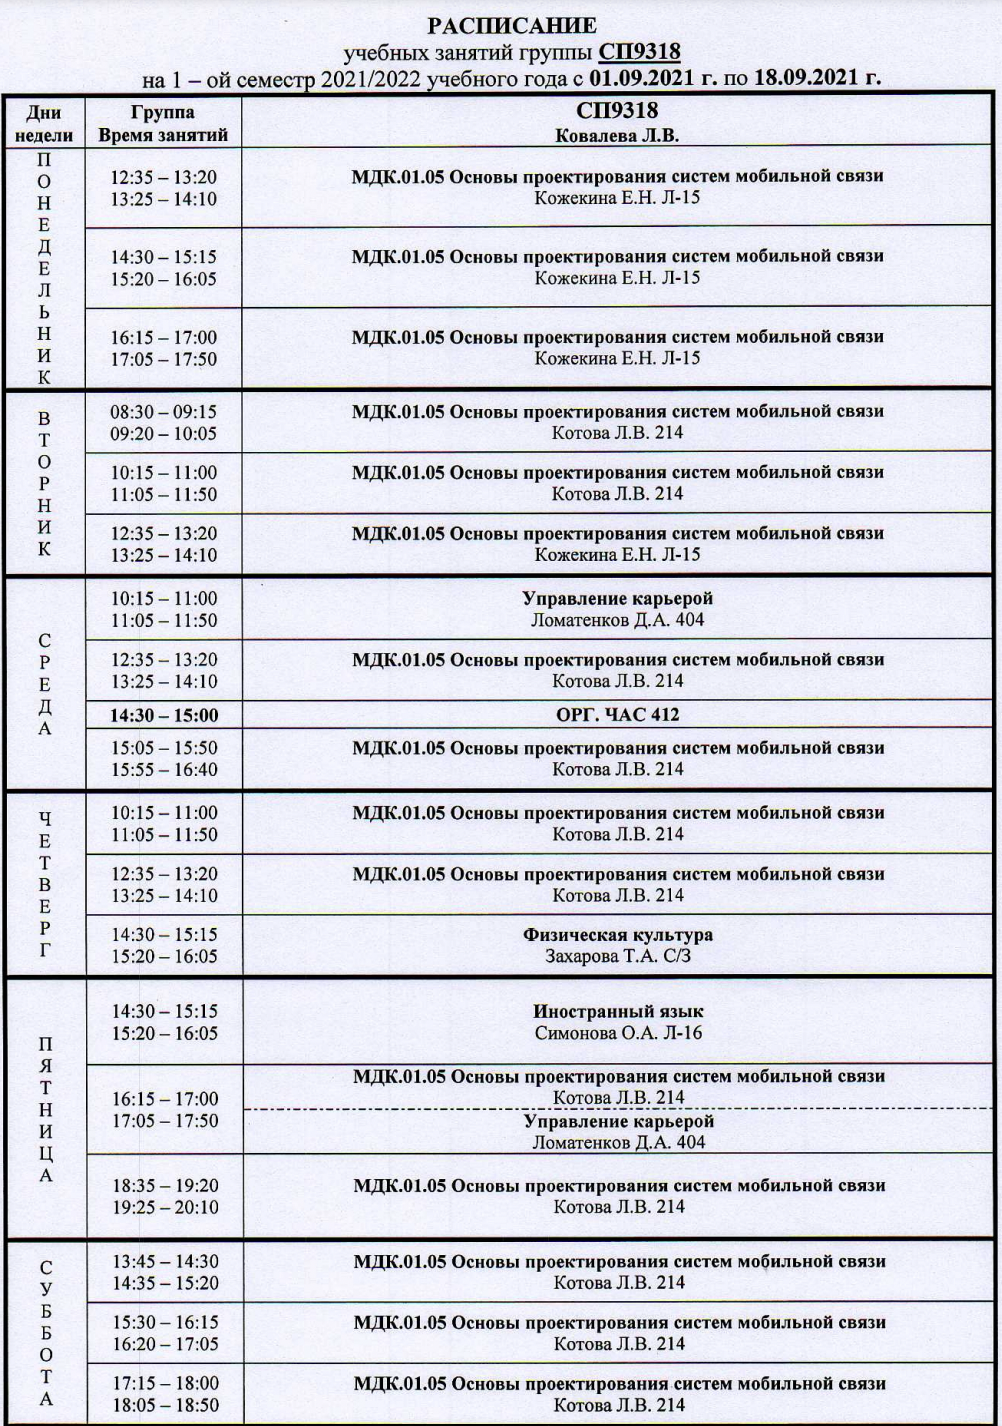 РАСПИСАНИЕ
учебных занятий группы СП9318
на 1 – ой семестр 2021/2022 учебного года с 01.09.2021 г. по 18.09.2021 г.
Дни недели
Группа
Время занятий
СП9318
Ковалева Л.В.
ПОНЕДЕЛЬНИК
12:35 – 13:20
13:25 – 14:10
МДК.01.05 Основы проектирования систем мобильной связи
Кожекина Е.Н. Л-15
14:30 – 15:15
15:20 – 16:05
МДК.01.05 Основы проектирования систем мобильной связи
Кожекина Е.Н. Л-15
16:15 – 17:00
17:05 – 17:50
МДК.01.05 Основы проектирования систем мобильной связи
Кожекина Е.Н. Л-15
ВТОРНИК
08:30 – 09:15
09:20 – 10:05
МДК.01.05 Основы проектирования систем мобильной связи
Котова Л.В. 214
10:15 – 11:00
11:05 – 11:50
МДК.01.05 Основы проектирования систем мобильной связи
Котова Л.В. 214
12:35 – 13:20
13:25 – 14:10
МДК.01.05 Основы проектирования систем мобильной связи
Кожекина Е.Н. Л-15
СРЕДА
10:15 – 11:00
11:05 – 11:50
Управление карьерой
Ломатенков Д.А. 404
12:35 – 13:20
13:25 – 14:10
МДК.01.05 Основы проектирования систем мобильной связи
Котова Л.В. 214
14:30 – 15:00
ОРГ. ЧАС 412
15:05 – 15:50
15:55 – 16:40
МДК.01.05 Основы проектирования систем мобильной связи
Котова Л.В. 214
ЧЕТВЕРГ
10:15 – 11:00
11:05 – 11:50
МДК.01.05 Основы проектирования систем мобильной связи
Котова Л.В. 214
12:35 – 13:20
13:25 – 14:10
МДК.01.05 Основы проектирования систем мобильной связи
Котова Л.В. 214
14:30 – 15:15
15:20 – 16:05
Физическая культура
Захарова Т.А. С/З
ПЯТНИЦА
14:30 – 15:15
15:20 – 16:05
Иностранный язык
Симонова О.А. Л-16
16:15 – 17:00
17:05 – 17:50
МДК.01.05 Основы проектирования систем мобильной связи
Котова Л.В. 214
Управление карьерой
Ломатенков Д.А. 404
18:35 – 19:20
19:25 – 20:10
МДК.01.05 Основы проектирования систем мобильной связи
Котова Л.В. 214
СУББОТА
13:45 – 14:30
14:35 – 15:20
МДК.01.05 Основы проектирования систем мобильной связи
Котова Л.В. 214
15:30 – 16:15
16:20 – 17:05
МДК.01.05 Основы проектирования систем мобильной связи
Котова Л.В. 214
17:15 – 18:00
18:05 – 18:50
МДК.01.05 Основы проектирования систем мобильной связи
Котова Л.В. 214